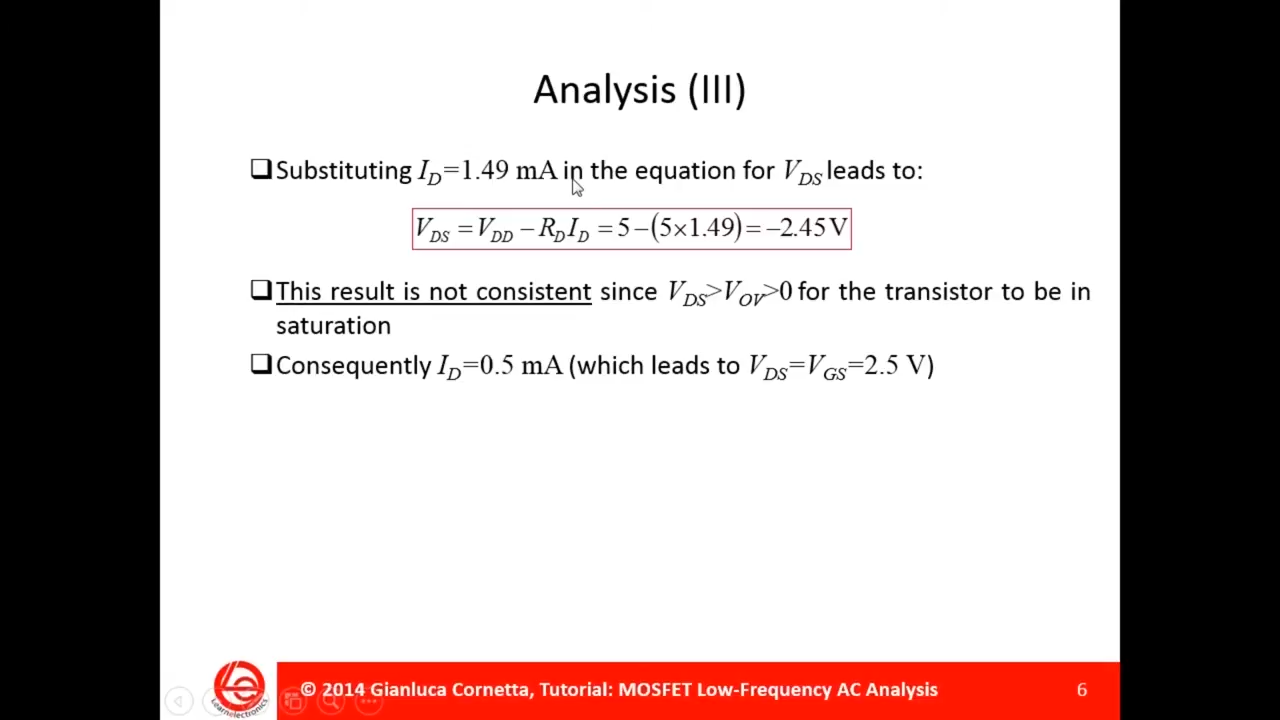 Analysis (III)
❑Substituting I_D=1.49 mA in the equation for V_DS leads to:
V_DS = V_DD − R_D I_D = 5 − (5×1.49) = −2.45V
❑This result is not consistent since V_DS>V_OV>0 for the transistor to be in
saturation
❑Consequently I_D=0.5 mA (which leads to V_DS=V_GS=2.5 V)
Learnelectronics
© 2014 Gianluca Cornetta, Tutorial: MOSFET Low-Frequency AC Analysis 6